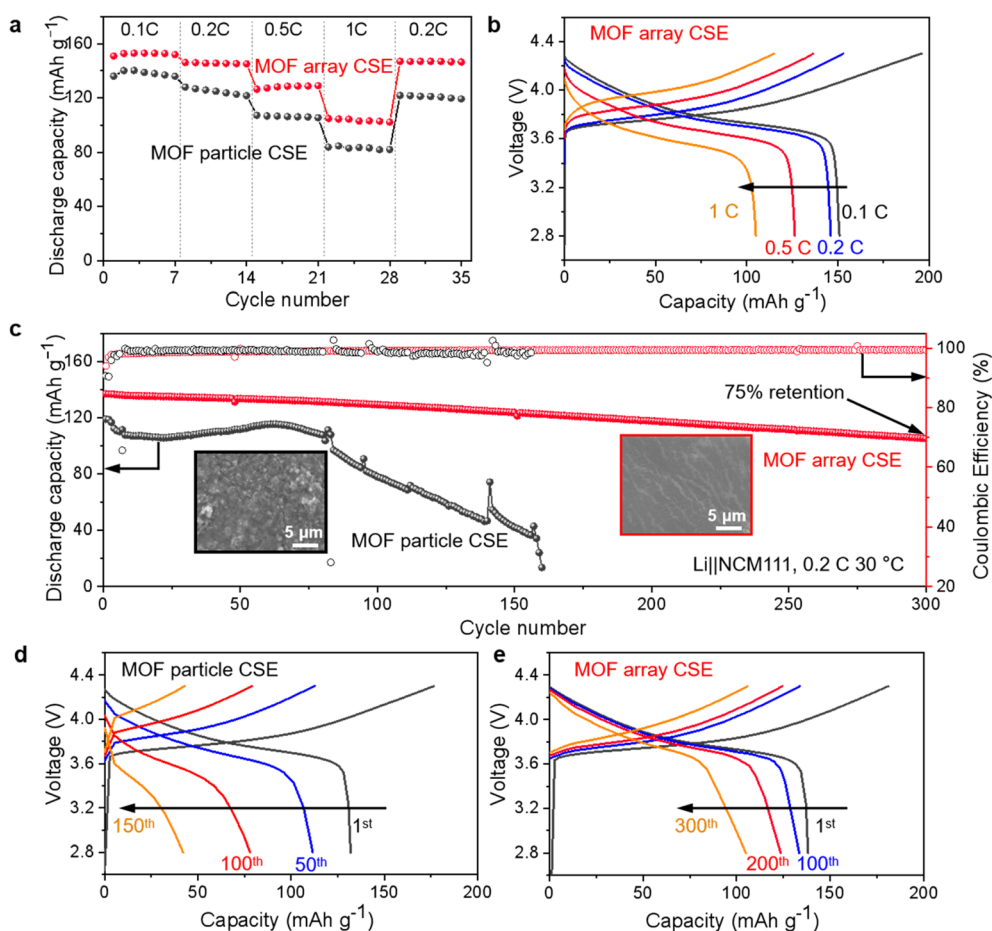 a
0.1C 0.2C 0.5C 1C 0.2C
MOF array CSE
MOF particle CSE
Discharge capacity (mAh g⁻¹)
160
120
80
40
0
0 7 14 21 28 35
Cycle number
b
MOF array CSE
Voltage (V)
4.4
4.0
3.6
3.2
2.8
1 C
0.5 C
0.2 C
0.1 C
0 50 100 150 200
Capacity (mAh g⁻¹)
c
Discharge capacity (mAh g⁻¹)
160
120
80
40
0
75% retention
MOF array CSE
MOF particle CSE
5 μm
5 μm
Li||NCM111, 0.2 C 30 °C
Coulombic Efficiency (%)
100
80
60
40
20
0 50 100 150 200 250 300
Cycle number
d
MOF particle CSE
Voltage (V)
4.4
4.0
3.6
3.2
2.8
150th
100th
50th
1st
0 50 100 150 200
Capacity (mAh g⁻¹)
e
MOF array CSE
Voltage (V)
4.4
4.0
3.6
3.2
2.8
300th
200th
100th
1st
0 50 100 150 200
Capacity (mAh g⁻¹)